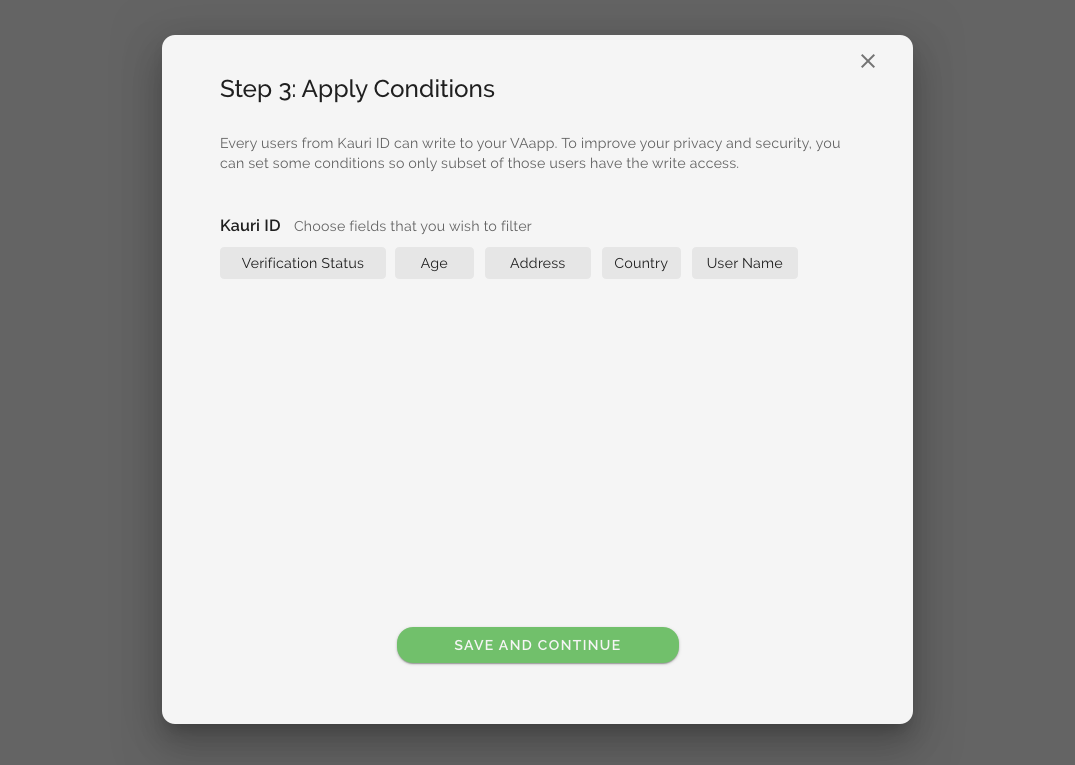 Step 3: Apply Conditions
Every users from Kauri ID can write to your VAapp. To improve your privacy and security, you
can set some conditions so only subset of those users have the write access.
Kauri ID Choose fields that you wish to filter
Verification Status Age Address Country User Name
SAVE AND CONTINUE